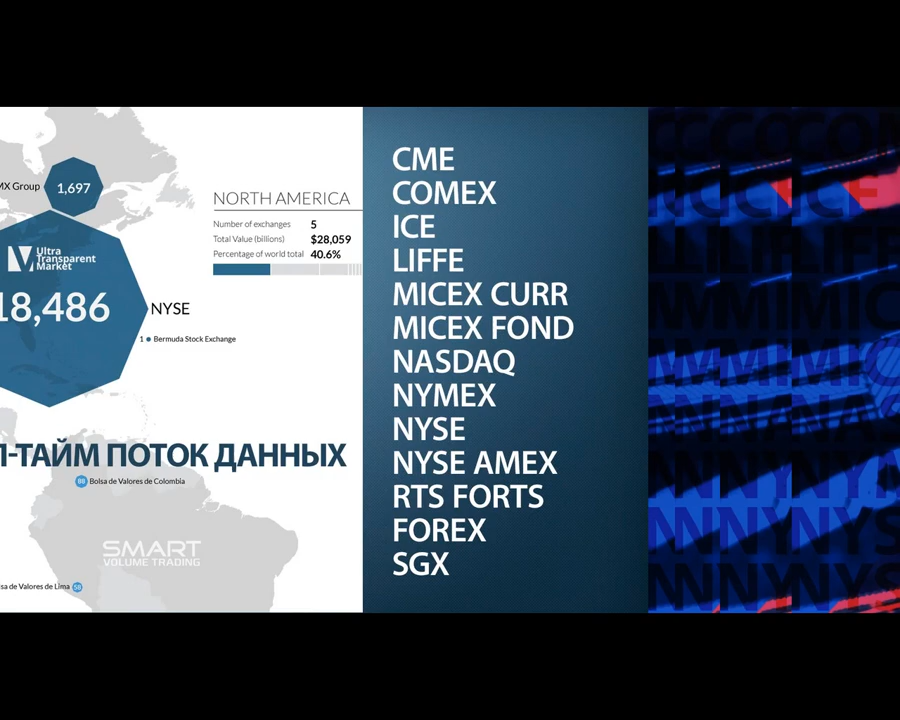 MX Group
1,697
Ultra
Transparent
Market
18,486
NYSE
NORTH AMERICA
Number of exchanges 5
Total Value (billions) $28,059
Percentage of world total 40.6%
1 Bermuda Stock Exchange
Л-ТАЙМ ПОТОК ДАННЫХ
88 Bolsa de Valores de Colombia
SMART
VOLUME TRADING
sa de Valores de Lima
CME
COMEX
ICE
LIFFE
MICEX CURR
MICEX FOND
NASDAQ
NYMEX
NYSE
NYSE AMEX
RTS FORTS
FOREX
SGX